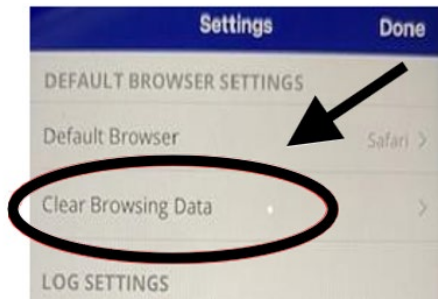 Settings Done
DEFAULT BROWSER SETTINGS
Default Browser Safari >
Clear Browsing Data >
LOG SETTINGS